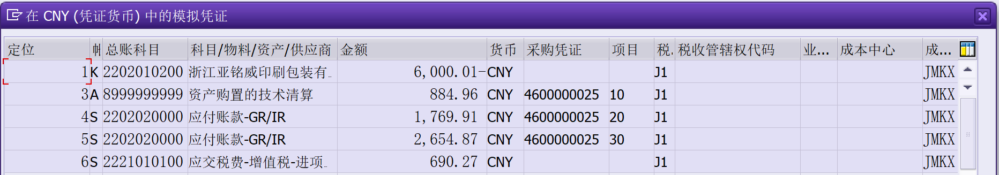 在 CNY (凭证货币) 中的模拟凭证
定位 帐 总账科目 科目/物料/资产/供应商 金额 货币 采购凭证 项目 税. 税收管辖权代码 业... 成本中心 成...
1 K 2202010200 浙江亚铭威印刷包装有... 6,000.01- CNY J1 JMKX
3 A 8999999999 资产购置的技术清算 884.96 CNY 4600000025 10 J1 JMKX
4 S 2202020000 应付账款-GR/IR 1,769.91 CNY 4600000025 20 J1 JMKX
5 S 2202020000 应付账款-GR/IR 2,654.87 CNY 4600000025 30 J1 JMKX
6 S 2221010100 应交税费-增值税-进项... 690.27 CNY J1 JMKX